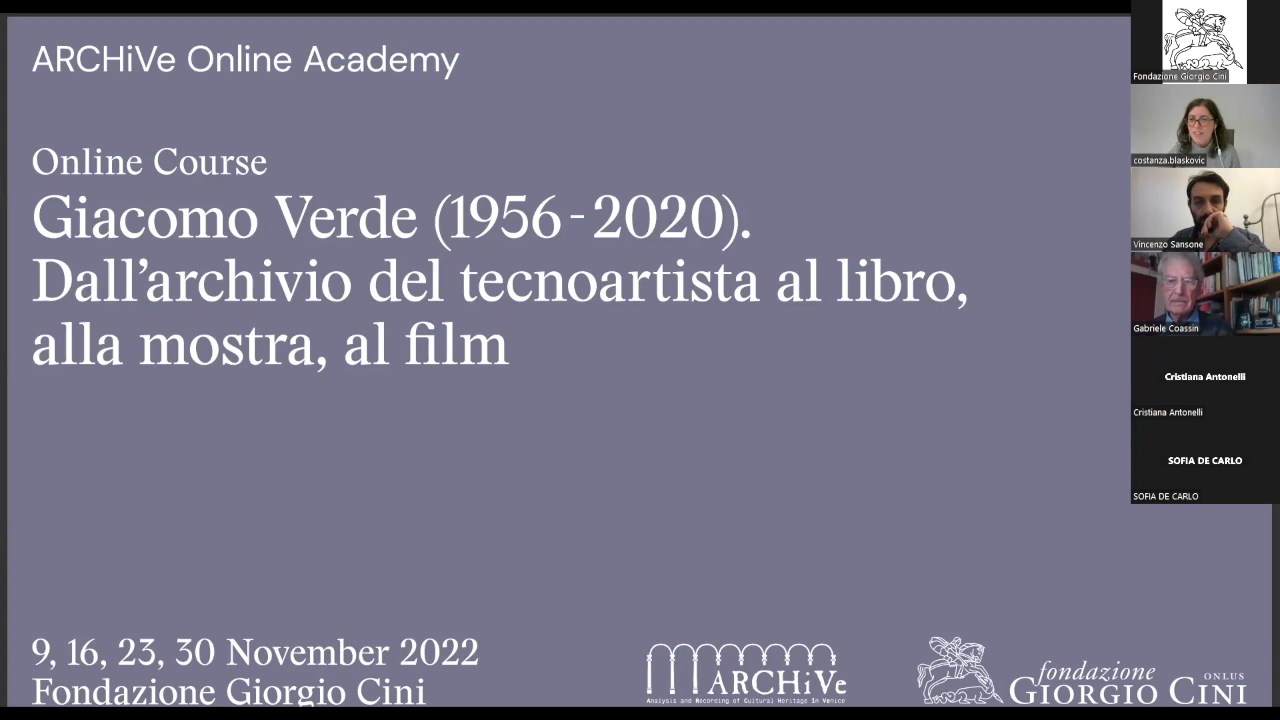 ARCHiVe Online Academy
Online Course
Giacomo Verde (1956-2020).
Dall'archivio del tecnoartista al libro,
alla mostra, al film
9, 16, 23, 30 November 2022
Fondazione Giorgio Cini
ARCHiVe
Analysis and Recording of Cultural Heritage In Venice
fondazione
ONLUS
GIORGIO CINI
Fondazione Giorgio Cini
costanza.blaskovic
Vincenzo Sansone
Gabriele Coassin
Cristiana Antonelli
Cristiana Antonelli
SOFIA DE CARLO
SOFIA DE CARLO